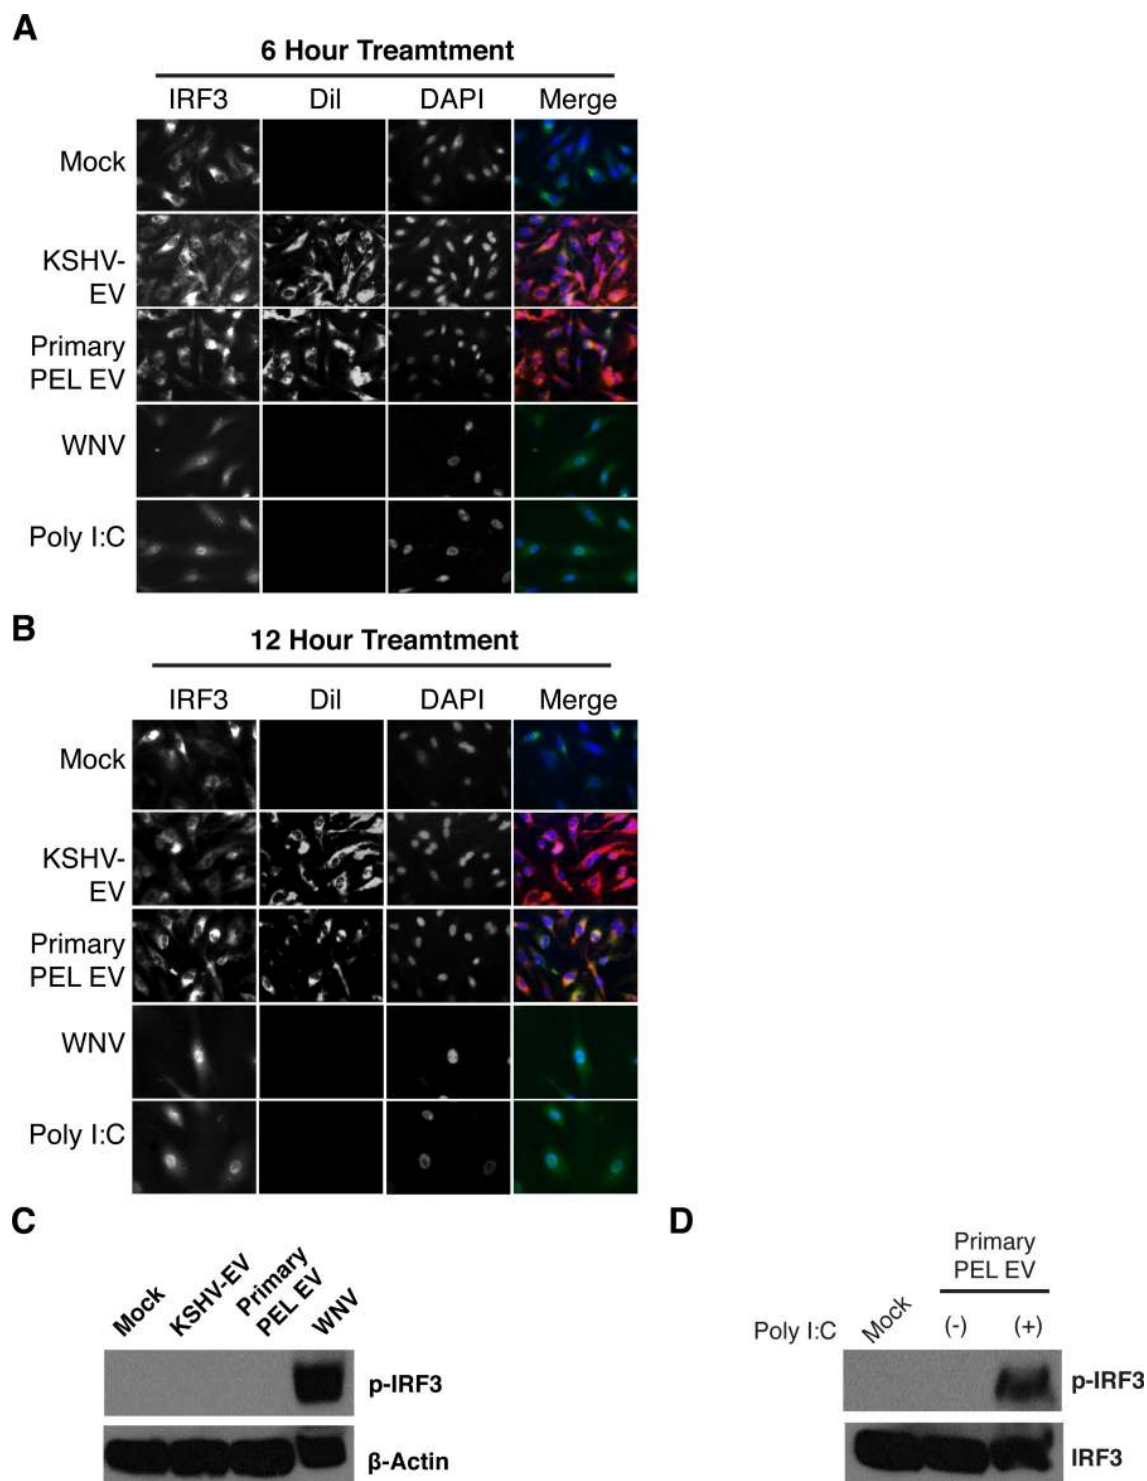 A
6 Hour Treamtment
IRF3 Dil DAPI Merge
Mock
KSHV-
EV
Primary
PEL EV
WNV
Poly I:C
B
12 Hour Treamtment
IRF3 Dil DAPI Merge
Mock
KSHV-
EV
Primary
PEL EV
WNV
Poly I:C
C
Mock
KSHV-EV
Primary
PEL EV
WNV
p-IRF3
β-Actin
D
Primary
PEL EV
Poly I:C Mock (-) (+)
p-IRF3
IRF3